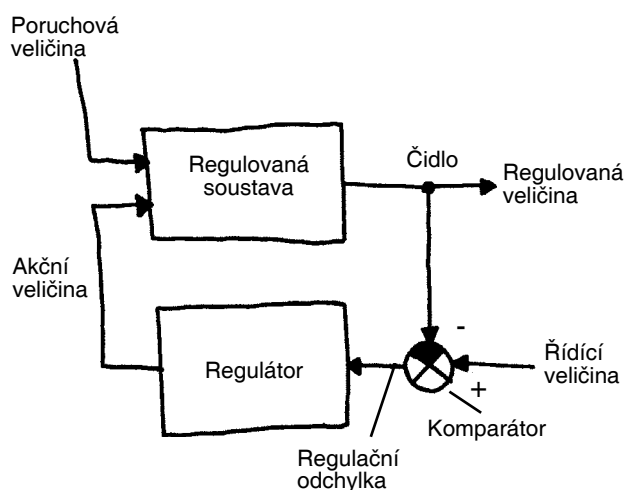 Poruchová
veličina
Regulovaná
soustava
Čidlo
Regulovaná
veličina
Akční
veličina
Regulátor
-
+
Řídící
veličina
Komparátor
Regulační
odchylka